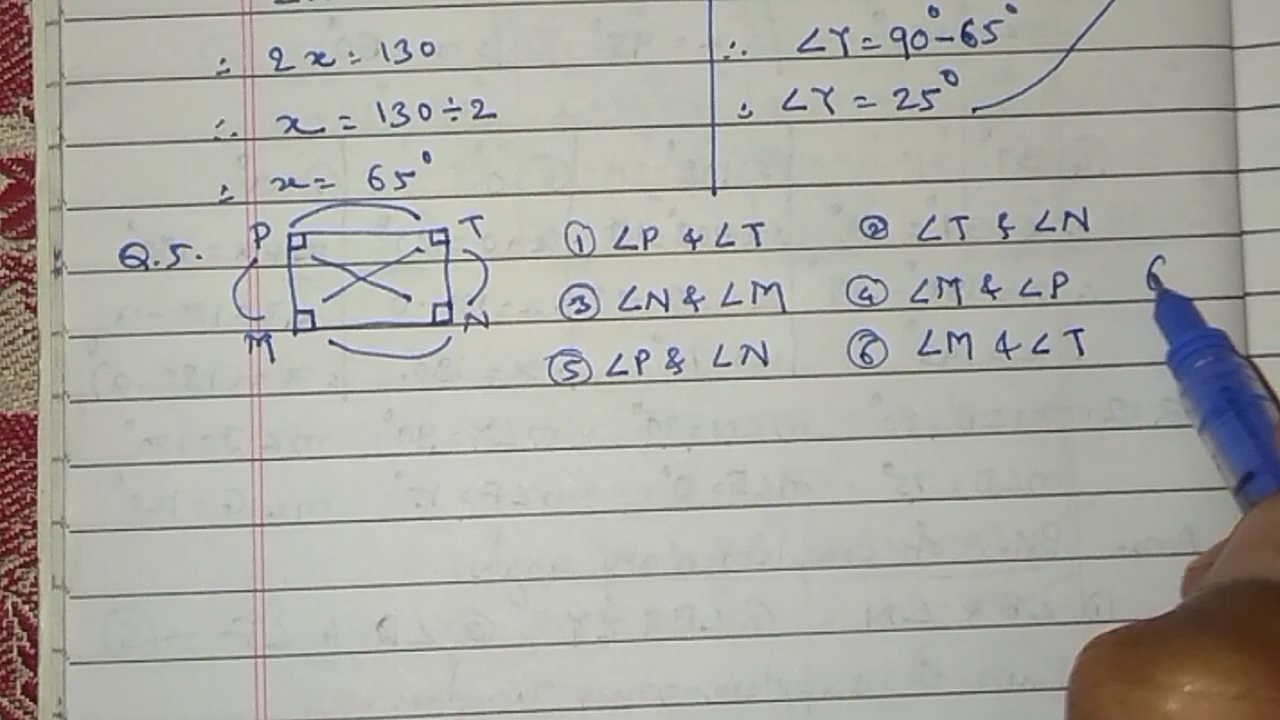 ∴ 2x = 130
∴ x = 130 ÷ 2
∴ x = 65°
∴ ∠Y = 90° - 65°
∴ ∠Y = 25°
Q.5. P T
M N
① ∠P & ∠T ② ∠T & ∠N
③ ∠N & ∠M ④ ∠M & ∠P 6
⑤ ∠P & ∠N ⑥ ∠M & ∠T